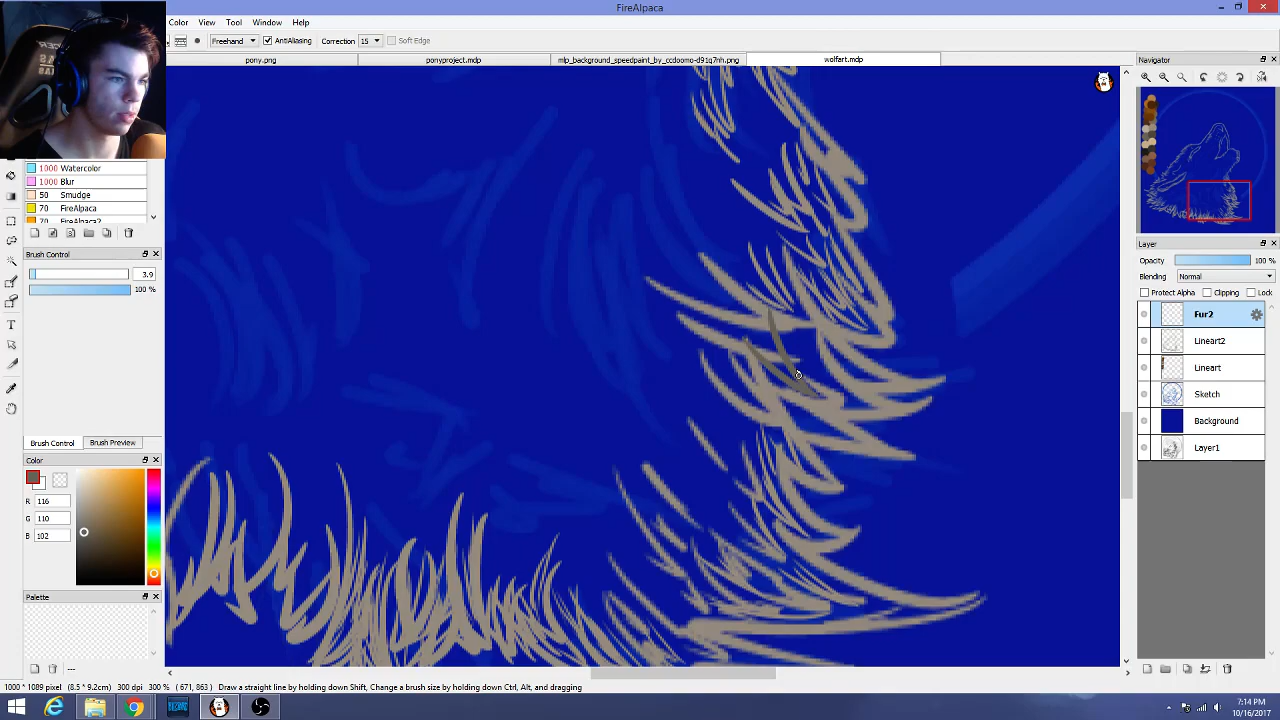 FireAlpaca
Color View Tool Window Help
Freehand AntiAliasing Correction 15 Soft Edge
pony.png ponyproject.mdp mlp_background_speedpaint_by_ccdoomo-d91q7nh.png wolfart.mdp
1000 Watercolor
1000 Blur
50 Smudge
70 FireAlpaca
70 FireAlpaca2
Brush Control
3.9
100 %
Brush Control Brush Preview
Color
R 116
G 110
B 102
Palette
---
Navigator
Layer
Opacity 100 %
Blending Normal
Protect Alpha Clipping Lock
Fur2
Lineart2
Lineart
Sketch
Background
Layer1
1000 * 1089 pixel (8.5 * 9.2cm) 300 dpi 300 % ( 671, 863 ) Draw a straight line by holding down Shift, Change a brush size by holding down Ctrl, Alt, and dragging
7:14 PM
10/16/2017